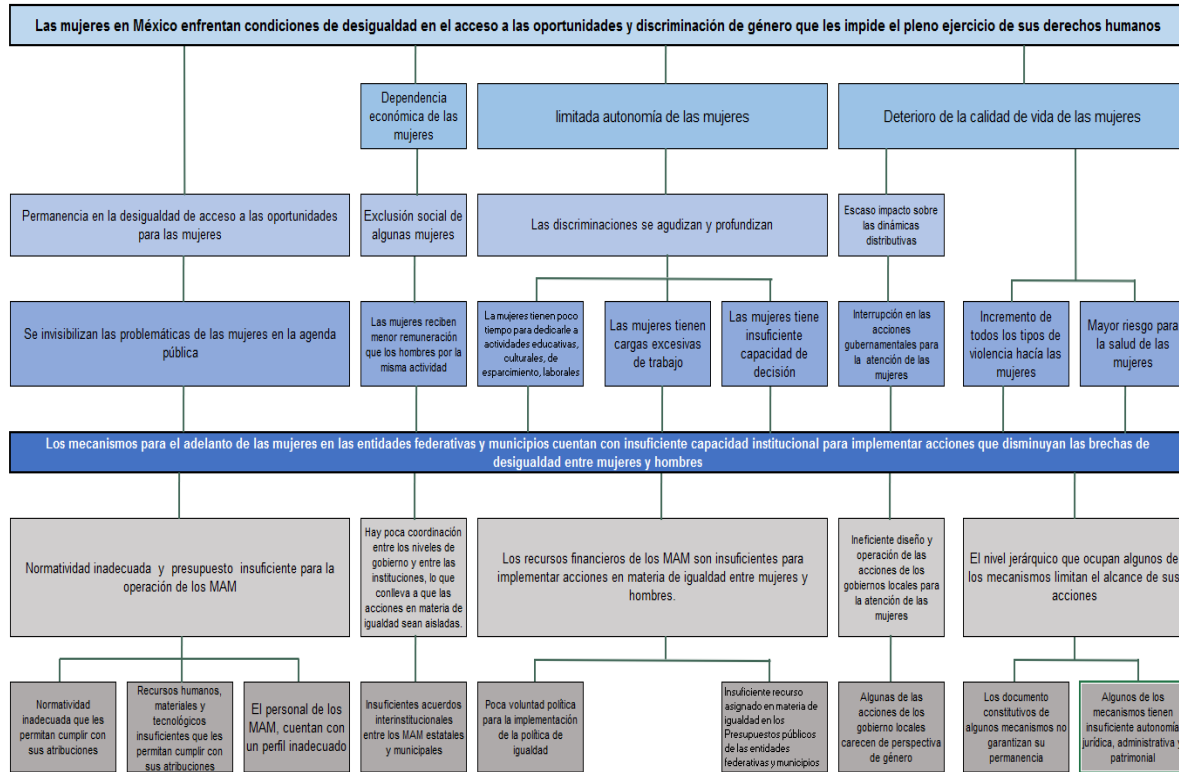 Las mujeres en México enfrentan condiciones de desigualdad en el acceso a las oportunidades y discriminación de género que les impide el pleno ejercicio de sus derechos humanos
Dependencia
económica de las
mujeres
limitada autonomía de las mujeres
Deterioro de la calidad de vida de las mujeres
Permanencia en la desigualdad de acceso a las oportunidades
para las mujeres
Exclusión social de
algunas mujeres
Las discriminaciones se agudizan y profundizan
Escaso impacto sobre
las dinámicas
distributivas
Se invisibilizan las problemáticas de las mujeres en la agenda
pública
Las mujeres reciben
menor remuneración
que los hombres por la
misma actividad
La mujeres tienen poco
tiempo para dedicarle a
actividades educativas,
culturales, de
esparcimiento, laborales
Las mujeres tienen
cargas excesivas
de trabajo
Las mujeres tiene
insuficiente
capacidad de
decisión
Interrupción en las
acciones
gubernamentales para
la atención de las
mujeres
Incremento de
todos los tipos de
violencia hacía las
mujeres
Mayor riesgo para
la salud de las
mujeres
Los mecanismos para el adelanto de las mujeres en las entidades federativas y municipios cuentan con insuficiente capacidad institucional para implementar acciones que disminuyan las brechas de
desigualdad entre mujeres y hombres
Normatividad inadecuada y presupuesto insuficiente para la
operación de los MAM
Hay poca coordinación
entre los niveles de
gobierno y entre las
instituciones, lo que
conlleva a que las
acciones en materia de
igualdad sean aisladas.
Los recursos financieros de los MAM son insuficientes para
implementar acciones en materia de igualdad entre mujeres y
hombres.
Ineficiente diseño y
operación de las
acciones de los
gobiernos locales para
la atención de las
mujeres
El nivel jerárquico que ocupan algunos de
los mecanismos limitan el alcance de sus
acciones
Normatividad
inadecuada que les
permitan cumplir con
sus atribuciones
Recursos humanos,
materiales y
tecnológicos
insuficientes que les
permitan cumplir con
sus atribuciones
El personal de los
MAM, cuentan con
un perfil inadecuado
Insuficientes acuerdos
interinstitucionales
entre los MAM estatales
y municipales
Poca voluntad política
para la implementación
de la política de
igualdad
Insuficiente recurso
asignado en materia de
igualdad en los
Presupuestos públicos
de las entidades
federativas y municipios
Algunas de las
acciones de los
gobierno locales
carecen de perspectiva
de género
Los documento
constitutivos de
algunos mecanismos no
garantizan su
permanencia
Algunos de los
mecanismos tienen
insuficiente autonomía
jurídica, administrativa y
patrimonial